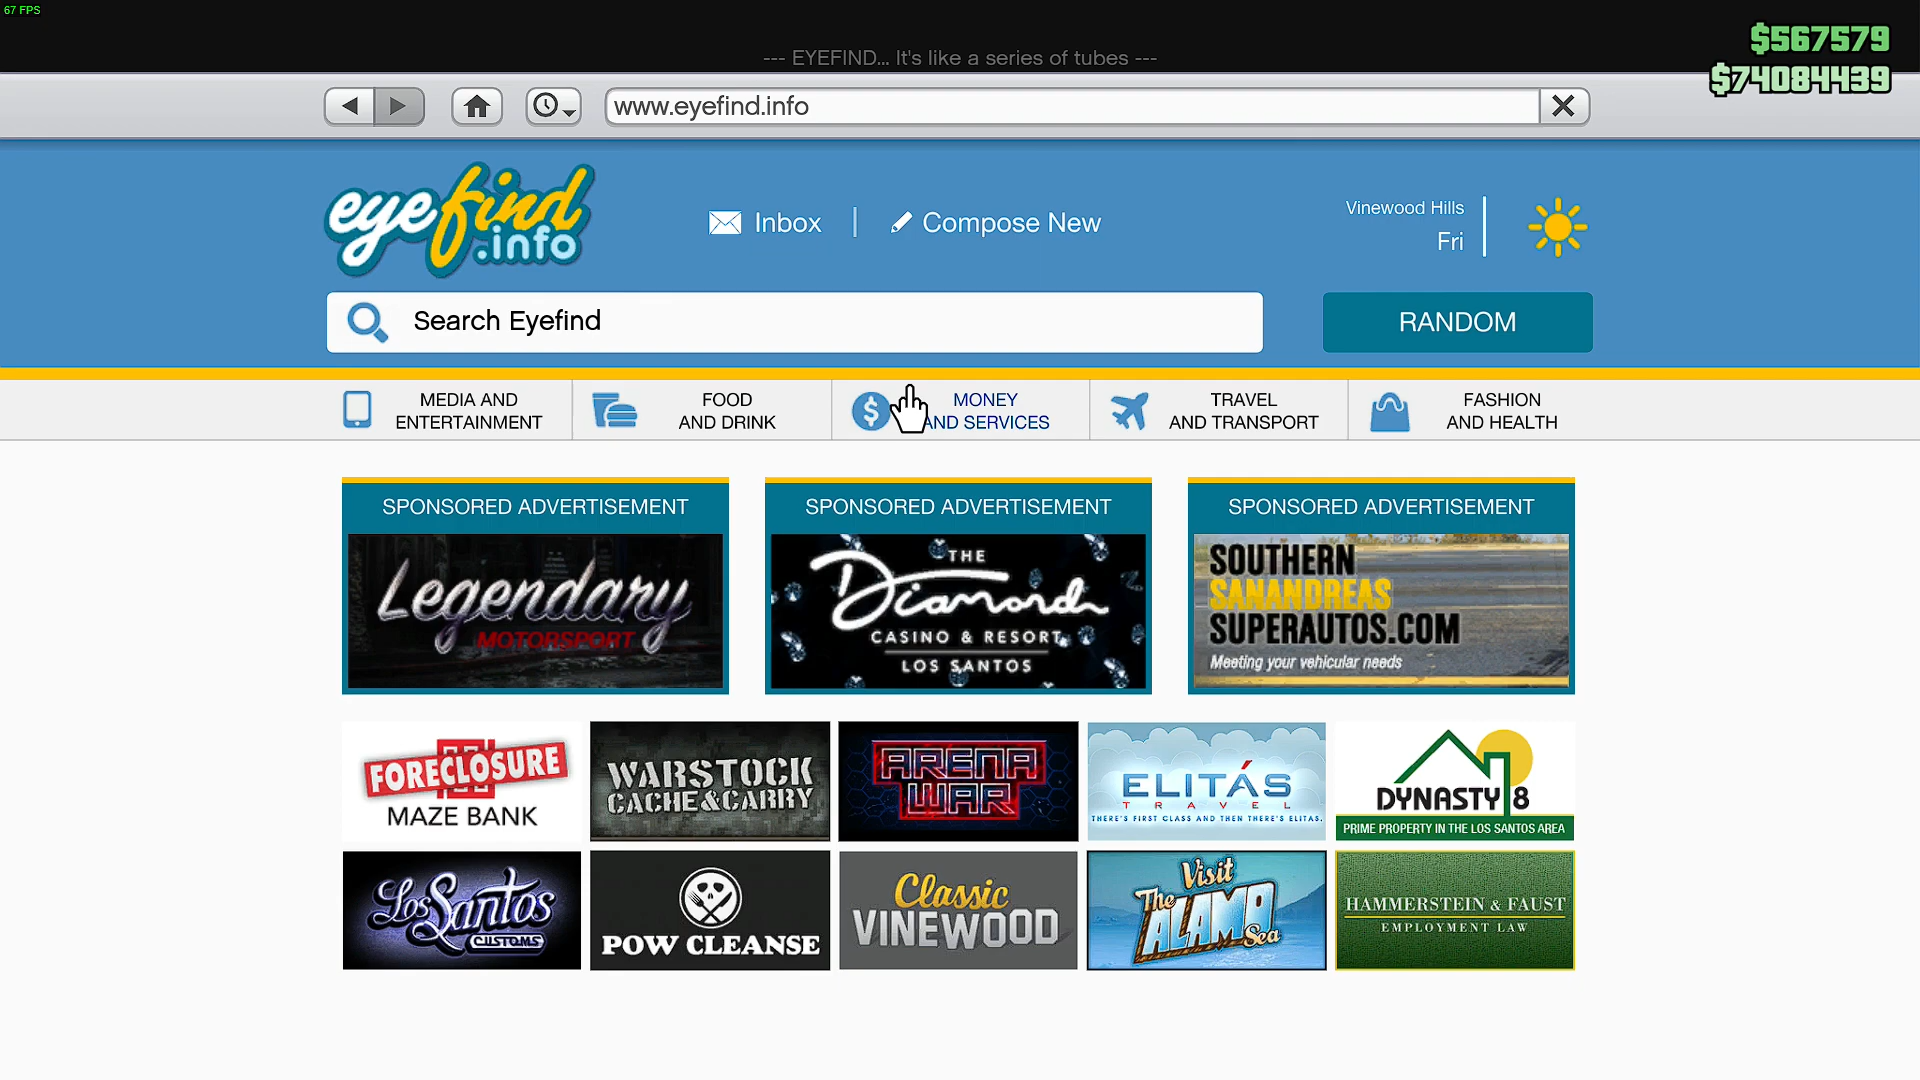 67 FPS
$567579
--- EYEFIND... It's like a series of tubes ---
$74084439
www.eyefind.info
eyefind
.info
Inbox
Compose New
Vinewood Hills
Fri
Search Eyefind
RANDOM
MEDIA AND
ENTERTAINMENT
FOOD
AND DRINK
MONEY
AND SERVICES
TRAVEL
AND TRANSPORT
FASHION
AND HEALTH
SPONSORED ADVERTISEMENT
Legendary
MOTORSPORT
SPONSORED ADVERTISEMENT
THE
Diamond
CASINO & RESORT
LOS SANTOS
SPONSORED ADVERTISEMENT
SOUTHERN
SANANDREAS
SUPERAUTOS.COM
Meeting your vehicular needs
FORECLOSURE
MAZE BANK
WARSTOCK
CACHE&CARRY
ARENA
WAR
ELITÁS
TRAVEL
THERE'S FIRST CLASS AND THEN THERE'S ELITAS.
DYNASTY 8
PRIME PROPERTY IN THE LOS SANTOS AREA
Los Santos
CUSTOMS
POW CLEANSE
Classic
VINEWOOD
Visit
The
ALAMO
Sea
HAMMERSTEIN & FAUST
EMPLOYMENT LAW